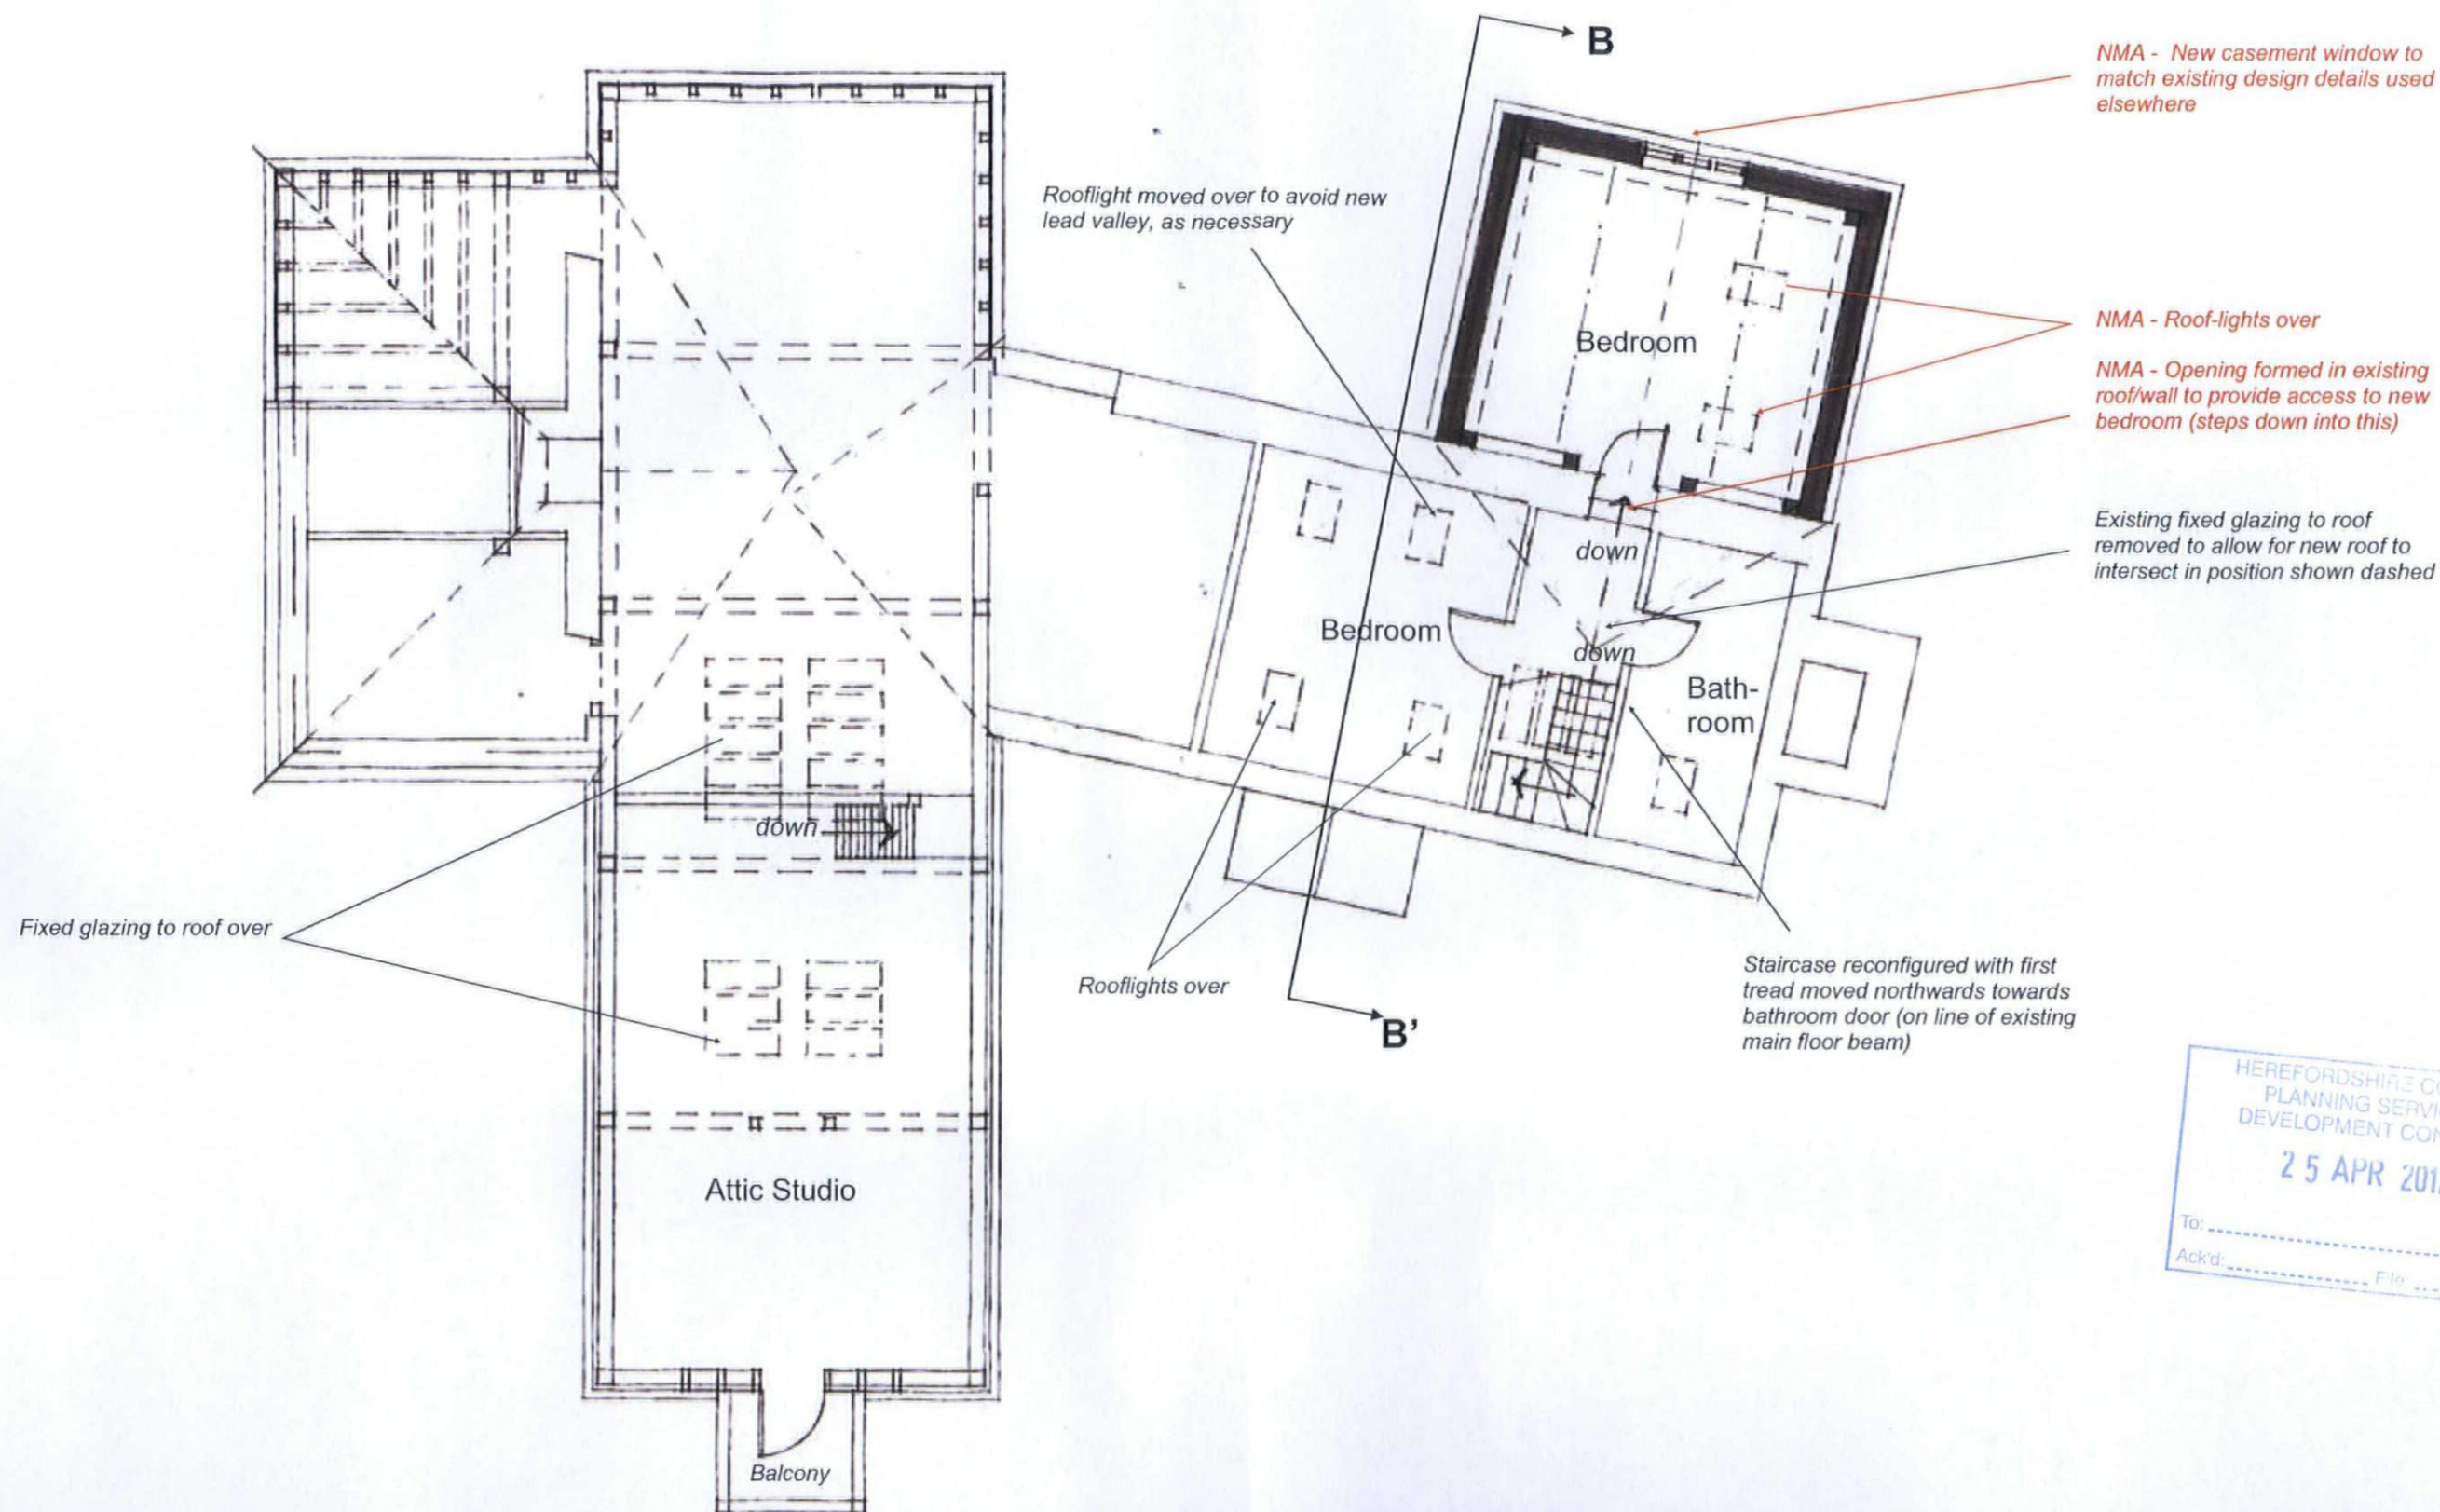 B
NMA - New casement window to
match existing design details used
elsewhere
Rooflight moved over to avoid new
lead valley, as necessary
Bedroom
NMA - Roof-lights over
NMA - Opening formed in existing
roof/wall to provide access to new
bedroom (steps down into this)
Existing fixed glazing to roof
removed to allow for new roof to
intersect in position shown dashed
down
Bedroom
down
Bath-
room
down
Fixed glazing to roof over
Rooflights over
B’
Staircase reconfigured with first
tread moved northwards towards
bathroom door (on line of existing
main floor beam)
HEREFORDSHIRE
PLANNING
DEVELOPMENT
25 APR 201
To:
Ack'd:
File
Attic Studio
Balcony